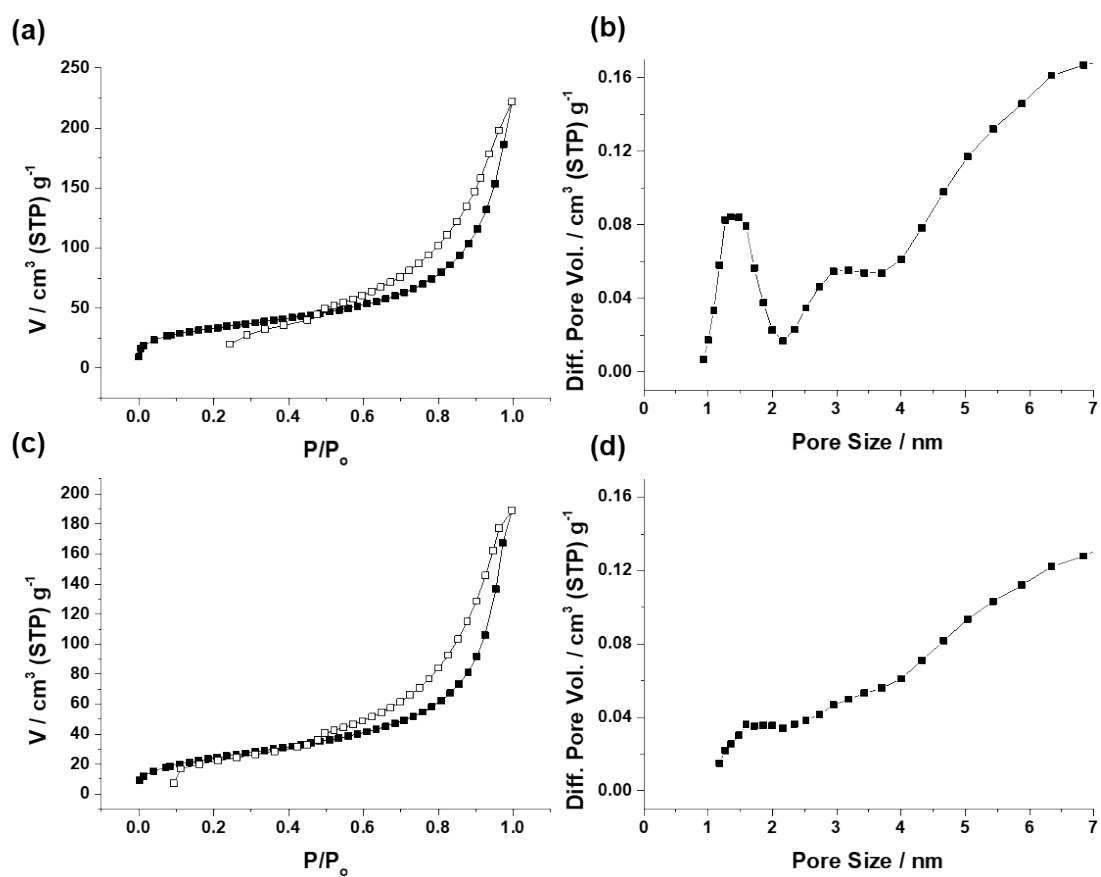 (a)
250
200
150
100
50
0
V / cm³ (STP) g⁻¹
0.0 0.2 0.4 0.6 0.8 1.0
P/Pₒ
(b)
0.16
0.12
0.08
0.04
0.00
Diff. Pore Vol. / cm³ (STP) g⁻¹
0 1 2 3 4 5 6 7
Pore Size / nm
(c)
200
180
160
140
120
100
80
60
40
20
0
V / cm³ (STP) g⁻¹
0.0 0.2 0.4 0.6 0.8 1.0
P/Pₒ
(d)
0.16
0.12
0.08
0.04
0.00
Diff. Pore Vol. / cm³ (STP) g⁻¹
0 1 2 3 4 5 6 7
Pore Size / nm